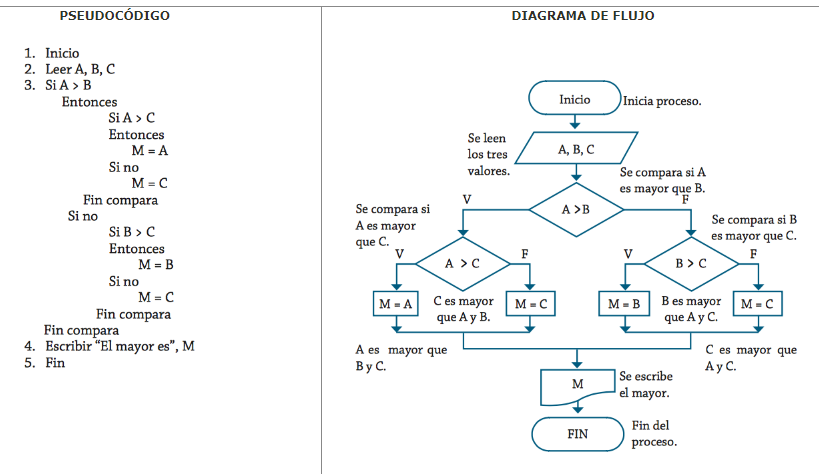 PSEUDOCÓDIGO
1. Inicio
2. Leer A, B, C
3. Si A > B
Entonces
Si A > C
Entonces
M = A
Si no
M = C
Fin compara
Si no
Si B > C
Entonces
M = B
Si no
M = C
Fin compara
Fin compara
4. Escribir “El mayor es”, M
5. Fin
DIAGRAMA DE FLUJO
Inicio
Inicia proceso.
Se leen
los tres
valores.
A, B, C
Se compara si A
es mayor que B.
V
A >B
F
Se compara si
A es mayor
que C.
Se compara si B
es mayor que C.
V
A > C
F
V
B > C
F
M = A
C es mayor
que A y B.
M = C
M = B
B es mayor
que A y C.
M = C
A es mayor que
B y C.
C es mayor que
A y C.
M
Se escribe
el mayor.
FIN
Fin del
proceso.